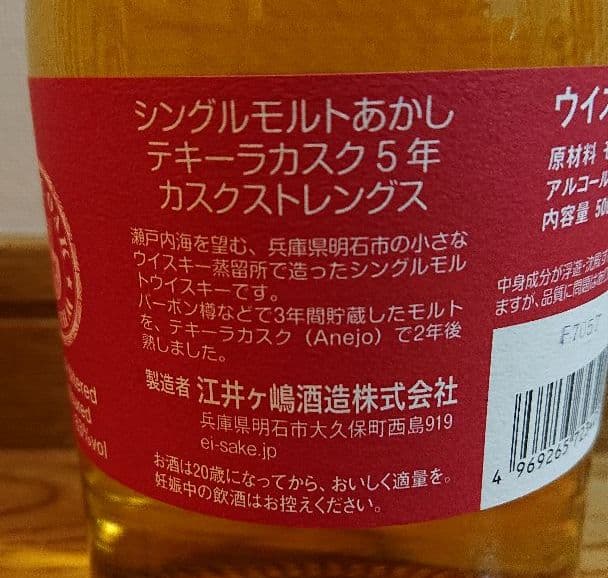 シングルモルトあかし
テキーラカスク5年
カスクストレングス
瀬戸内海を望む、兵庫県明石市の小さな
ウイスキー蒸留所で造ったシングルモル
トウイスキーです。
バーボン樽などで3年間貯蔵したモルト
を、テキーラカスク（Anejo）で2年後
熟しました。
製造者 江井ヶ嶋酒造株式会社
兵庫県明石市大久保町西島919
ei-sake.jp
お酒は20歳になってから、おいしく適量を。
妊娠中の飲酒はお控えください。
ウイス
原材料
アルコール
内容量 50
中身成分が浮遊・沈殿す
ますが、品質に問題はあ
F7057
4 969265 72